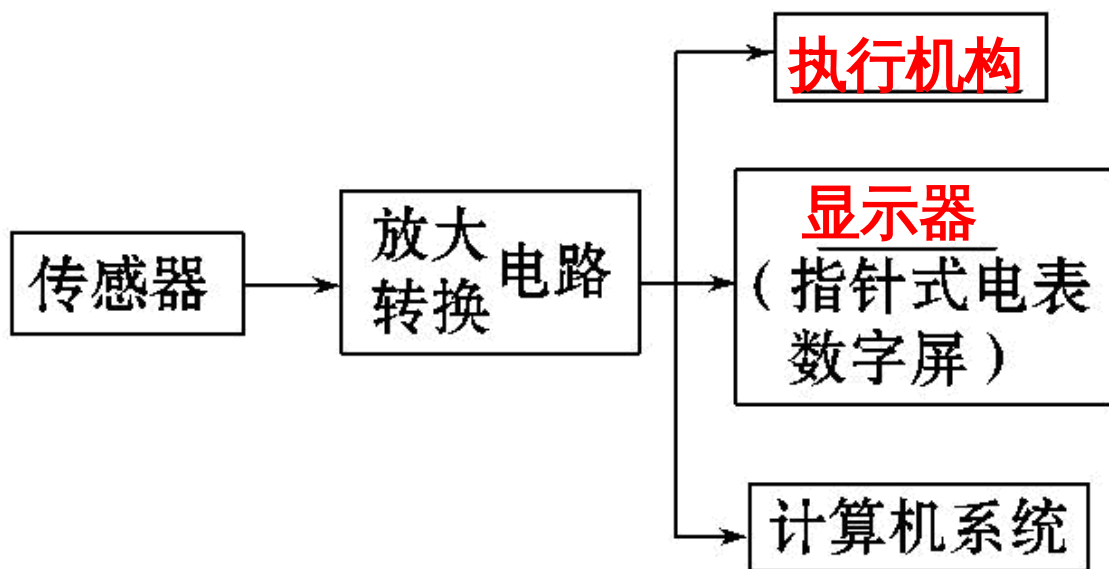 传感器
放大
转换
电路
执行机构
显示器
（指针式电表
数字屏）
计算机系统